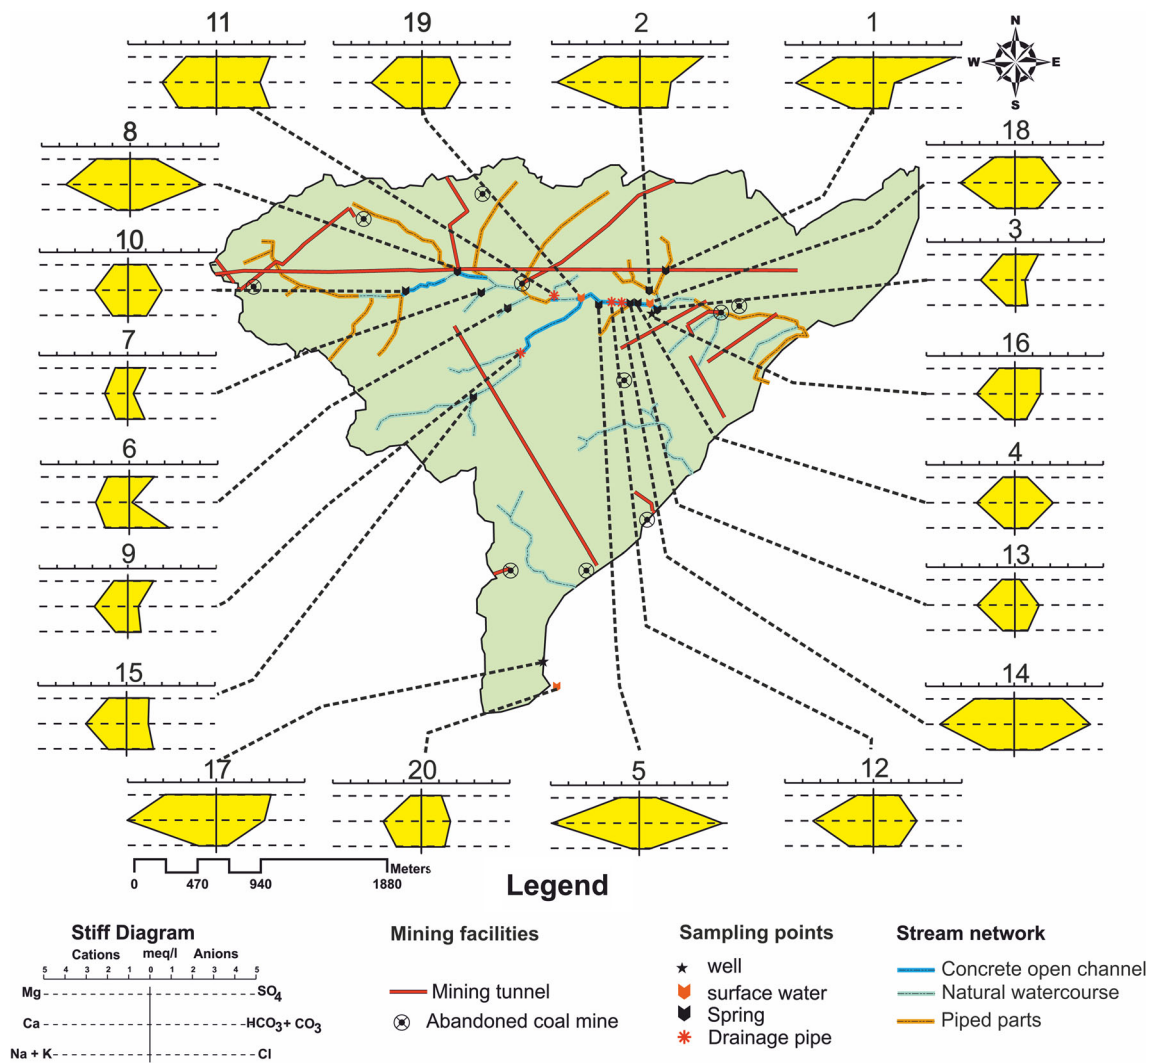 11
19
2
1
N
W
E
S
8
18
10
3
7
16
6
4
9
13
15
14
17
20
5
12
Meters
0 470 940 1880
Legend
Stiff Diagram
Cations meq/l Anions
5 4 3 2 1 0 1 2 3 4 5
Mg SO4
Ca HCO3+ CO3
Na + K Cl
Mining facilities
Mining tunnel
Abandoned coal mine
Sampling points
well
surface water
Spring
Drainage pipe
Stream network
Concrete open channel
Natural watercourse
Piped parts